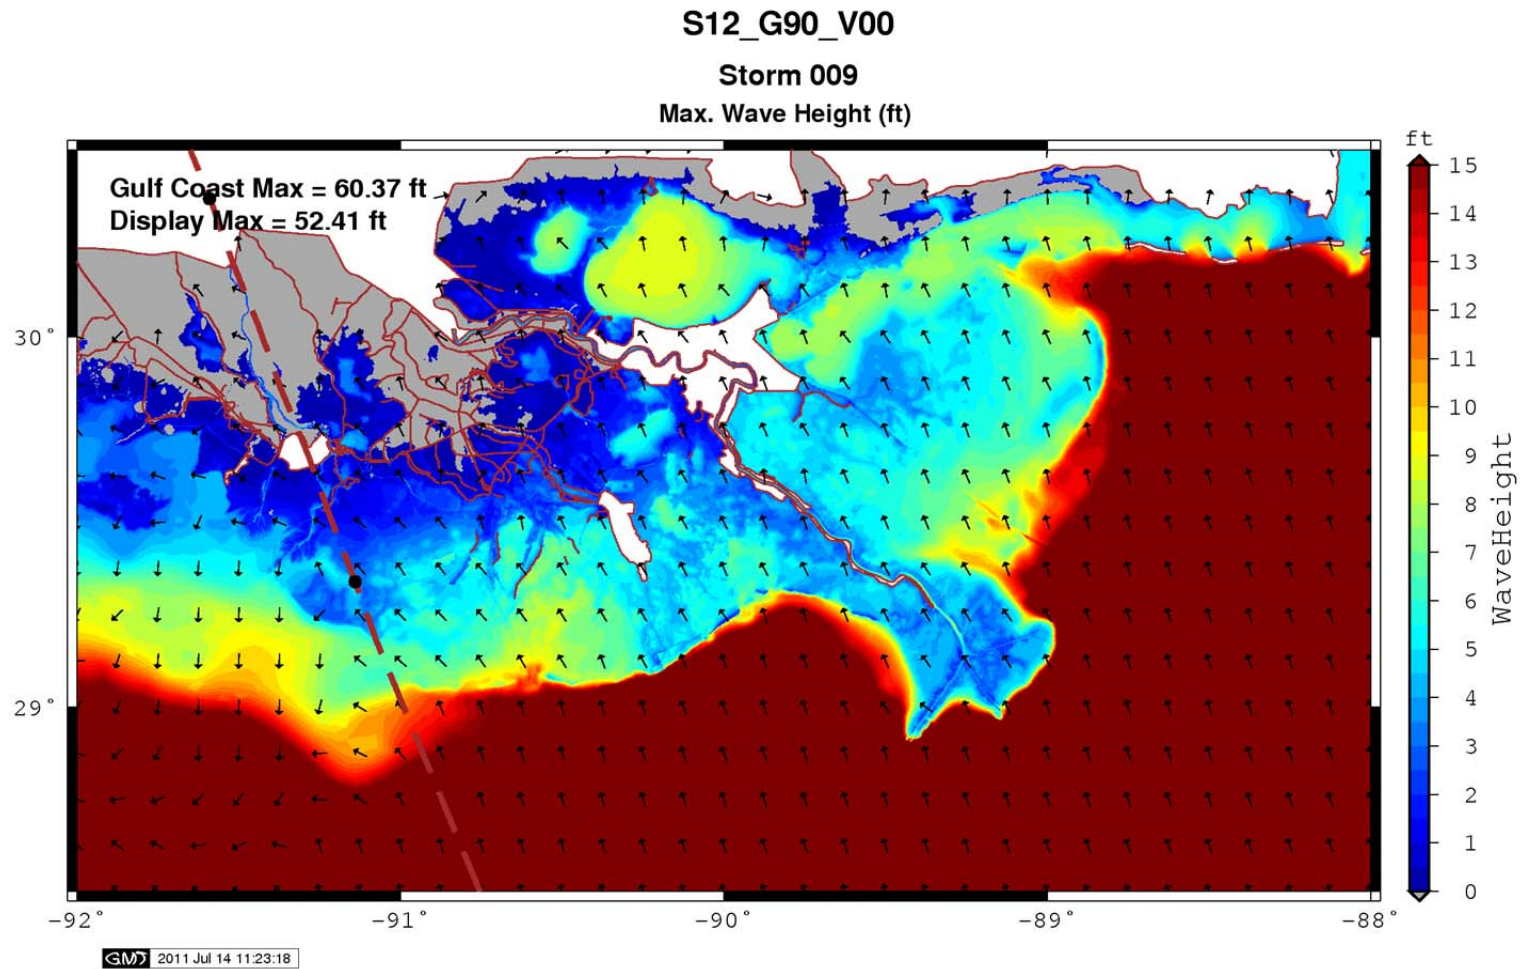 S12_G90_V00
Storm 009
Max. Wave Height (ft)
ft
Gulf Coast Max = 60.37 ft
Display Max = 52.41 ft
15
14
13
12
11
10
9
8
7
6
5
4
3
2
1
0
WaveHeight
30°
29°
-92°
-91°
-90°
-89°
-88°
GMT 2011 Jul 14 11:23:18